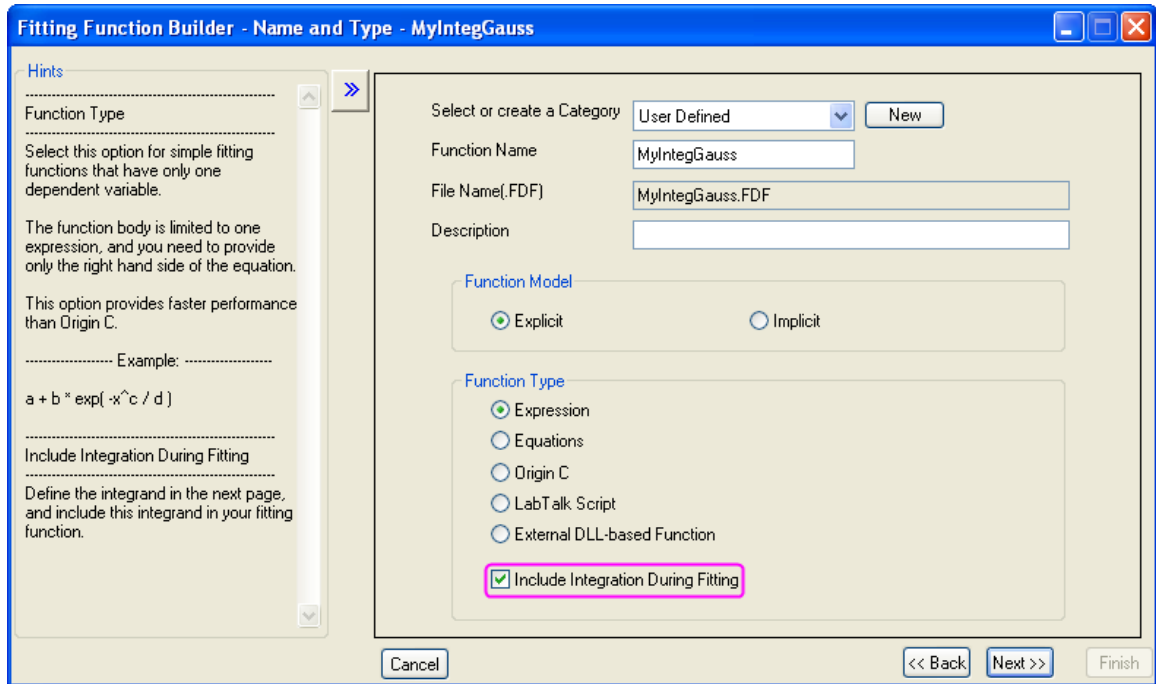 Fitting Function Builder - Name and Type - MyIntegGauss
Hints
--------------------------------------------------------
Function Type
--------------------------------------------------------
Select this option for simple fitting
functions that have only one
dependent variable.
The function body is limited to one
expression, and you need to provide
only the right hand side of the equation.
This option provides faster performance
than Origin C.
-------------------- Example: --------------------
a + b * exp( -x^c / d )
--------------------------------------------------------
Include Integration During Fitting
--------------------------------------------------------
Define the integrand in the next page,
and include this integrand in your fitting
function.
Select or create a Category User Defined New
Function Name MyIntegGauss
File Name(.FDF) MyIntegGauss.FDF
Description
Function Model
Explicit Implicit
Function Type
Expression
Equations
Origin C
LabTalk Script
External DLL-based Function
Include Integration During Fitting
Cancel << Back Next >> Finish